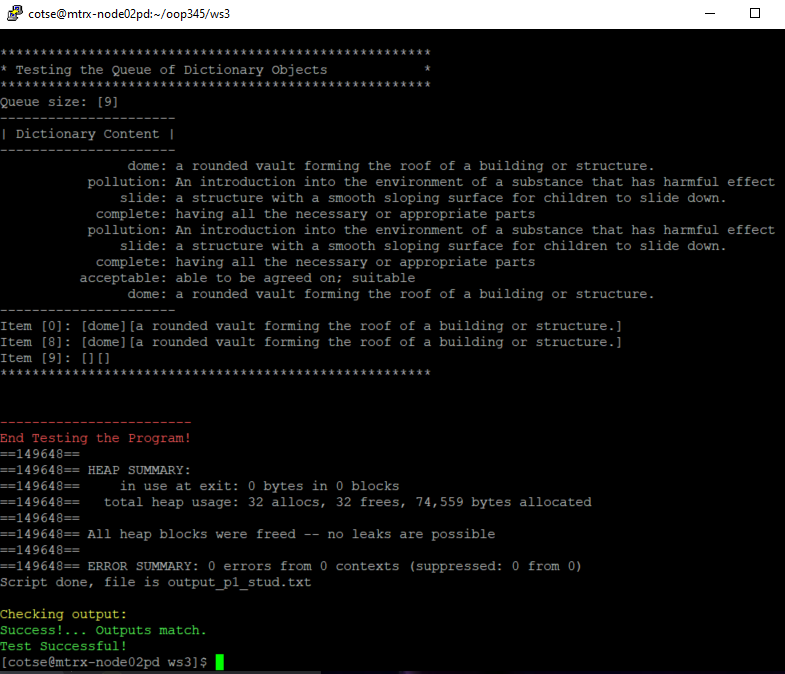 cotse@mtrx-node02pd:~/oop345/ws3
******************************************************
* Testing the Queue of Dictionary Objects            *
******************************************************
Queue size: [9]
----------------------
| Dictionary Content |
----------------------
                dome: a rounded vault forming the roof of a building or structure.
           pollution: An introduction into the environment of a substance that has harmful effect
               slide: a structure with a smooth sloping surface for children to slide down.
            complete: having all the necessary or appropriate parts
           pollution: An introduction into the environment of a substance that has harmful effect
               slide: a structure with a smooth sloping surface for children to slide down.
            complete: having all the necessary or appropriate parts
          acceptable: able to be agreed on; suitable
                dome: a rounded vault forming the roof of a building or structure.
----------------------
Item [0]: [dome][a rounded vault forming the roof of a building or structure.]
Item [8]: [dome][a rounded vault forming the roof of a building or structure.]
Item [9]: [][]
******************************************************
------------------------
End Testing the Program!
==149648==
==149648== HEAP SUMMARY:
==149648==     in use at exit: 0 bytes in 0 blocks
==149648==   total heap usage: 32 allocs, 32 frees, 74,559 bytes allocated
==149648==
==149648== All heap blocks were freed -- no leaks are possible
==149648==
==149648== ERROR SUMMARY: 0 errors from 0 contexts (suppressed: 0 from 0)
Script done, file is output_p1_stud.txt
Checking output:
Success!... Outputs match.
Test Successful!
[cotse@mtrx-node02pd ws3]$